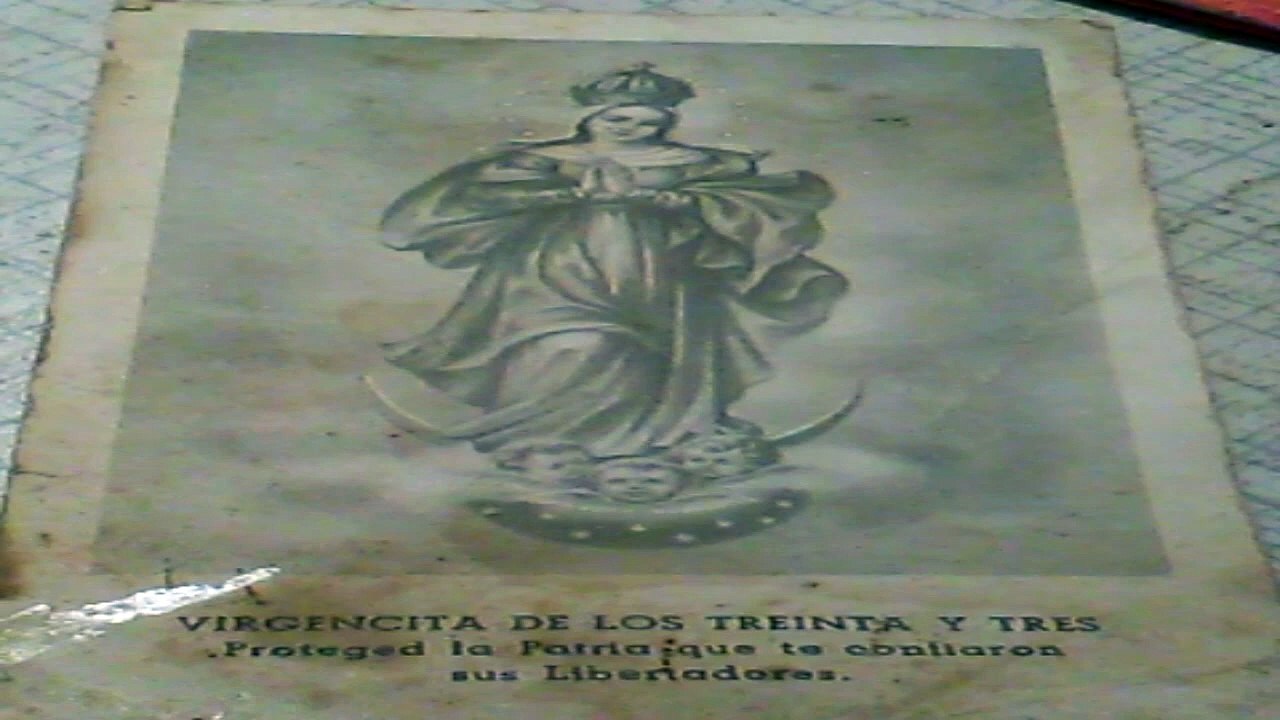 VIRGENCITA DE LOS TREINTA Y TRES
Proteged la Patria que te confiaron
sus Libertadores.